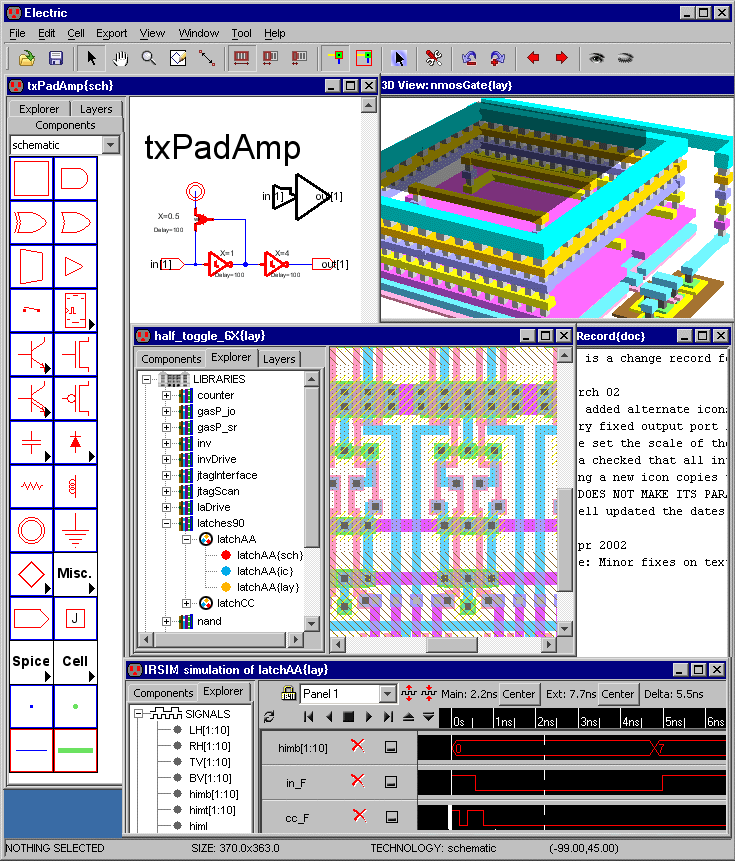 Electric
File Edit Cell Export View Window Tool Help
txPadAmp{sch}
Explorer Layers
Components
schematic
Misc.
J
Spice Cell
txPadAmp
X=0.5
Delay=100
in[1] out[1]
X=1 X=4
in[1] out[1]
Delay=100 Delay=100
3D View: nmosGate{lay}
half_toggle_6X{lay}
Components Explorer Layers
LIBRARIES
counter
gasP_jo
gasP_sr
inv
invDrive
jtagInterface
jtagScan
laDrive
latches90
latchAA
latchAA{sch}
latchAA{ic}
latchAA{lay}
latchCC
nand
Record{doc}
is a change record fo
rch 02
added alternate icon
ry fixed output port
e set the scale of the
a checked that all in
ng a new icon copies
DOES NOT MAKE ITS PARA
ell updated the dates
pr 2002
e: Minor fixes on tex
IRSIM simulation of latchAA{lay}
Components Explorer
SIGNALS
LH[1:10]
RH[1:10]
TV[1:10]
BV[1:10]
himb[1:10]
himt[1:10]
himl
Panel 1 Main: 2.2ns Center Ext: 7.7ns Center Delta: 5.5ns
0s 1ns 2ns 3ns 4ns 5ns 6ns
himb[1:10] 0 7
in_F
cc_F
NOTHING SELECTED SIZE: 370.0x363.0 TECHNOLOGY: schematic (-99.00,45.00)